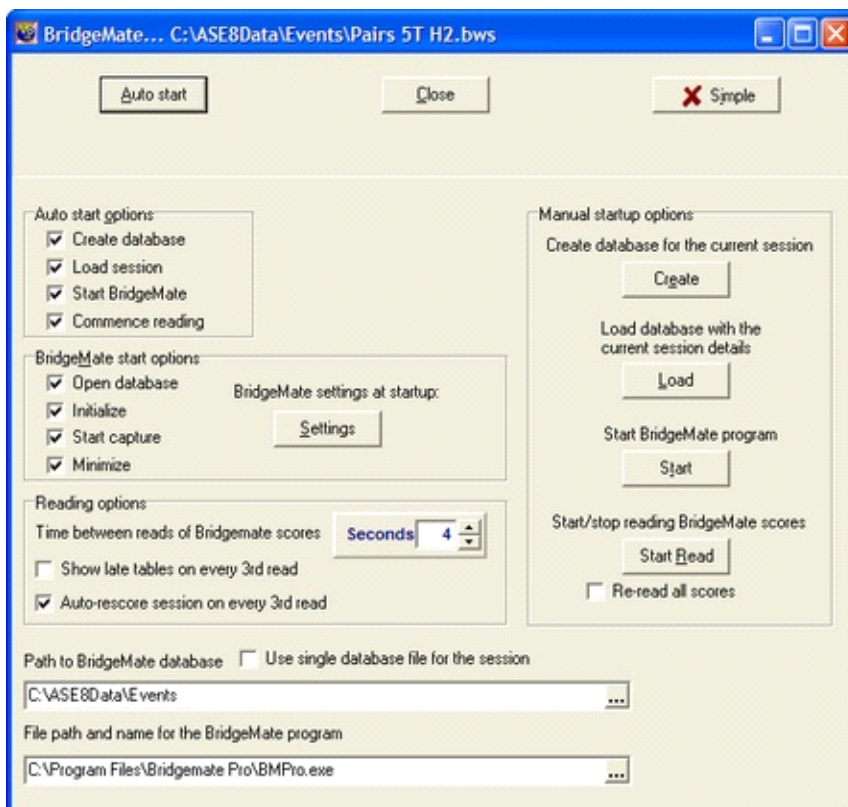 BridgeMate... C:\ASE8Data\Events\Pairs 5T H2.bws
Auto start
Close
Simple
Auto start options
Create database
Load session
Start BridgeMate
Commence reading
BridgeMate start options
Open database
Initialize
Start capture
Minimize
BridgeMate settings at startup:
Settings
Reading options
Time between reads of Bridgemate scores
Seconds 4
Show late tables on every 3rd read
Auto-rescore session on every 3rd read
Manual startup options
Create database for the current session
Create
Load database with the
current session details
Load
Start BridgeMate program
Start
Start/stop reading BridgeMate scores
Start Read
Re-read all scores
Path to BridgeMate database
Use single database file for the session
C:\ASE8Data\Events
...
File path and name for the BridgeMate program
C:\Program Files\Bridgemate Pro\BMPro.exe
...